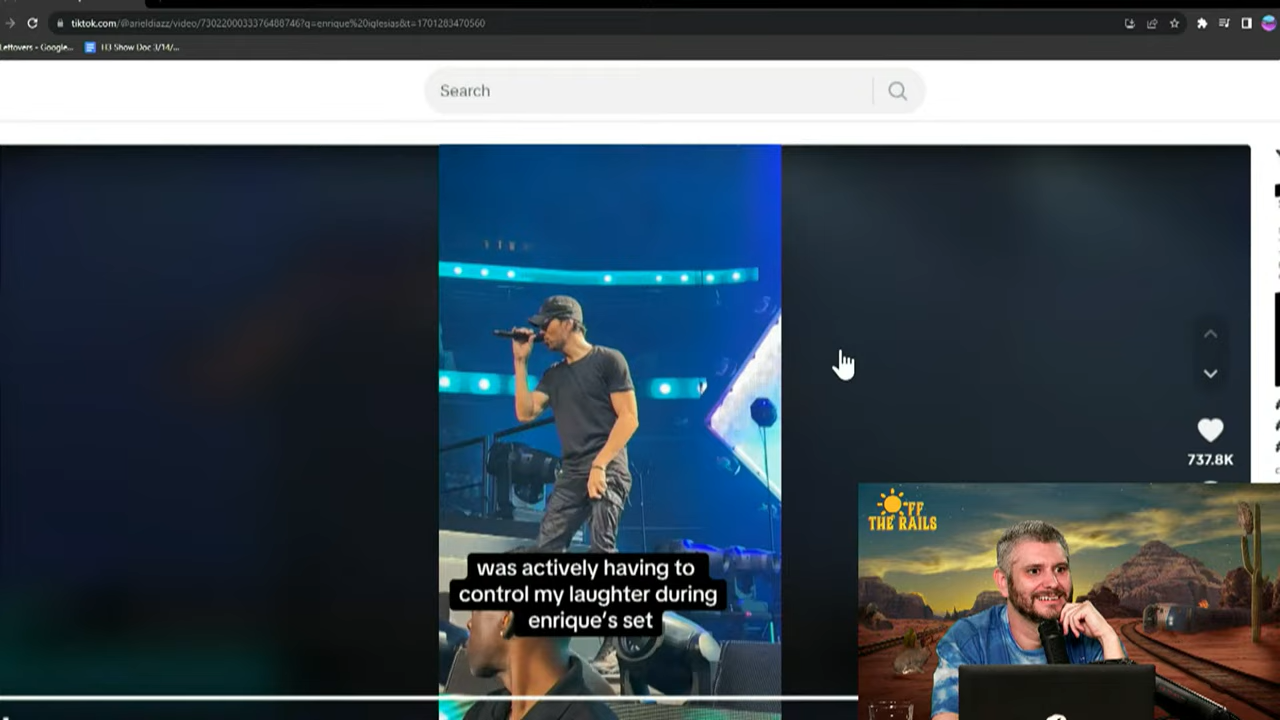 tiktok.com/@arieldiazz/video/7302200033376488746?q=enrique%20iglesias&t=1701283470560
Leftovers - Google...
H3 Show Doc 3/14/...
Search
737.8K
was actively having to
control my laughter during
enrique's set
OFF
THE RAILS